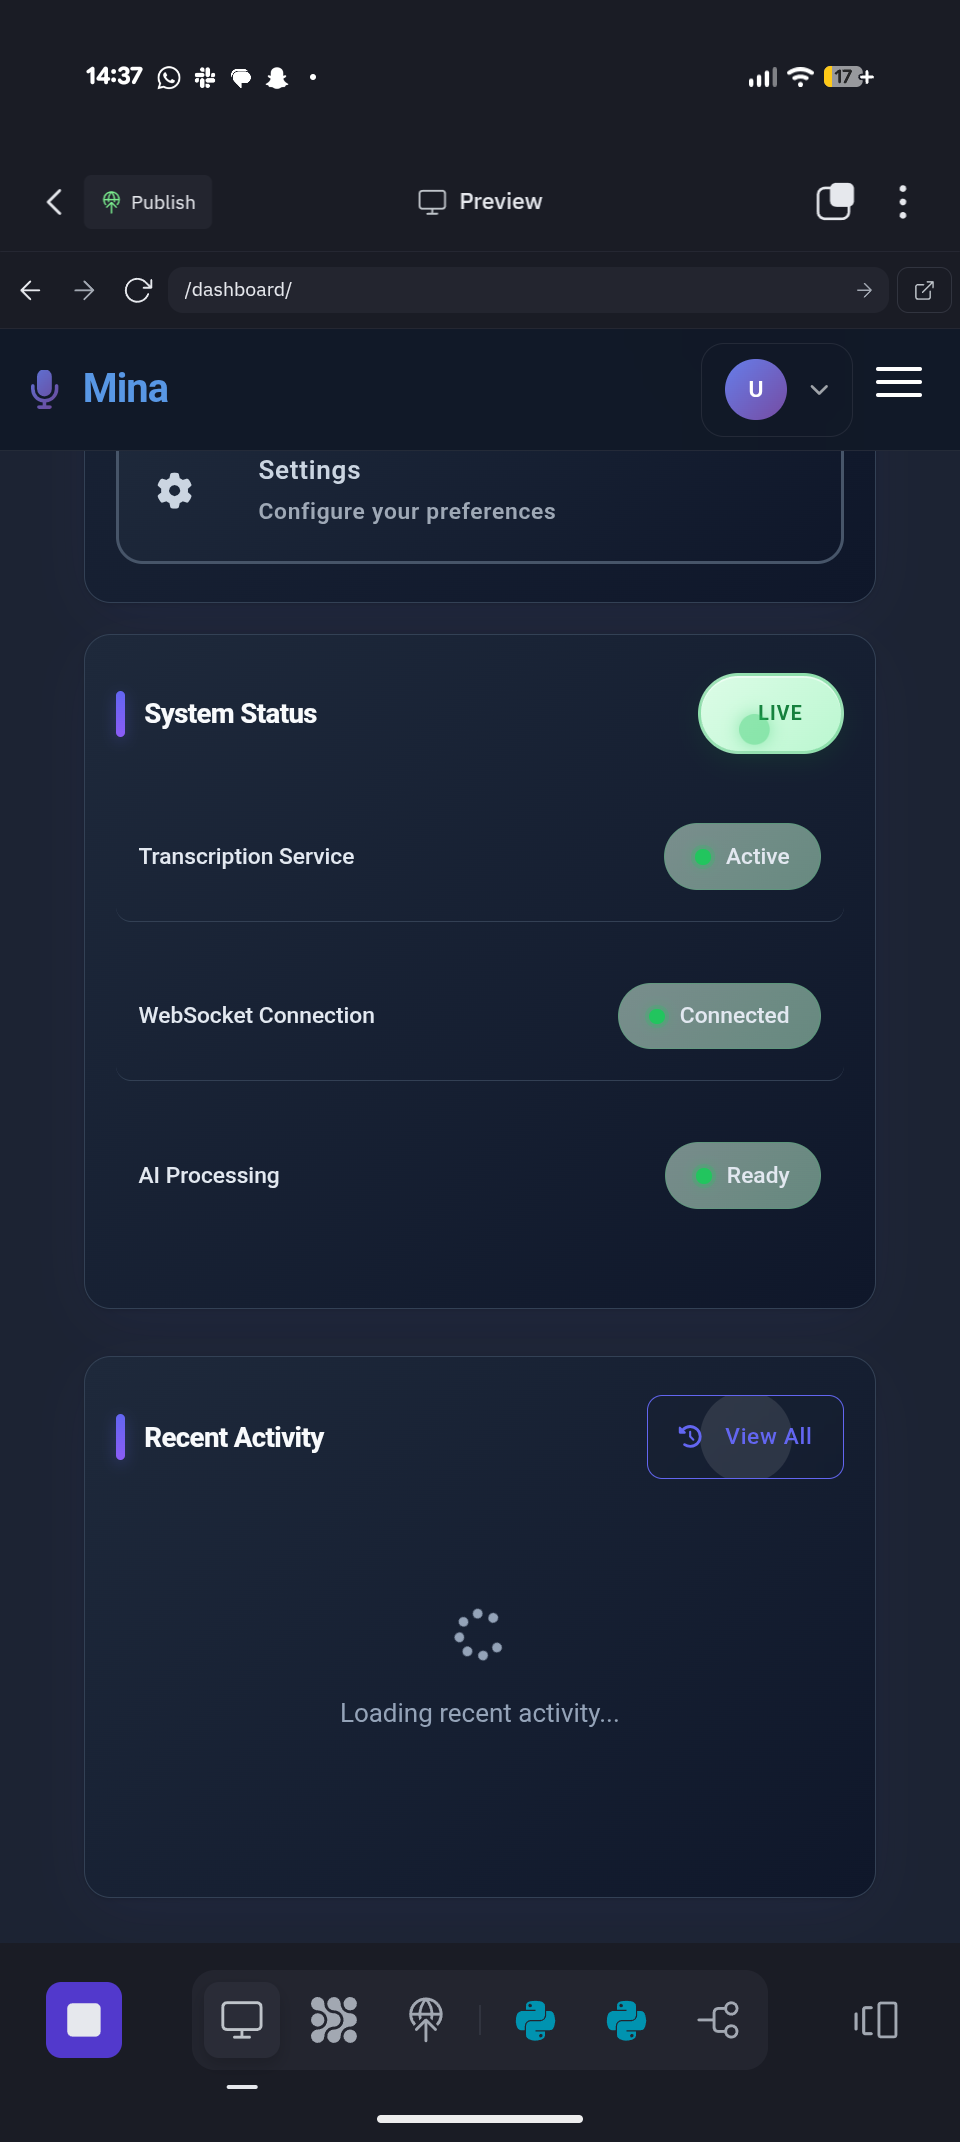 14:37
17
Publish
Preview
/dashboard/
Mina
U
Settings
Configure your preferences
System Status
LIVE
Transcription Service
Active
WebSocket Connection
Connected
AI Processing
Ready
Recent Activity
View All
Loading recent activity...